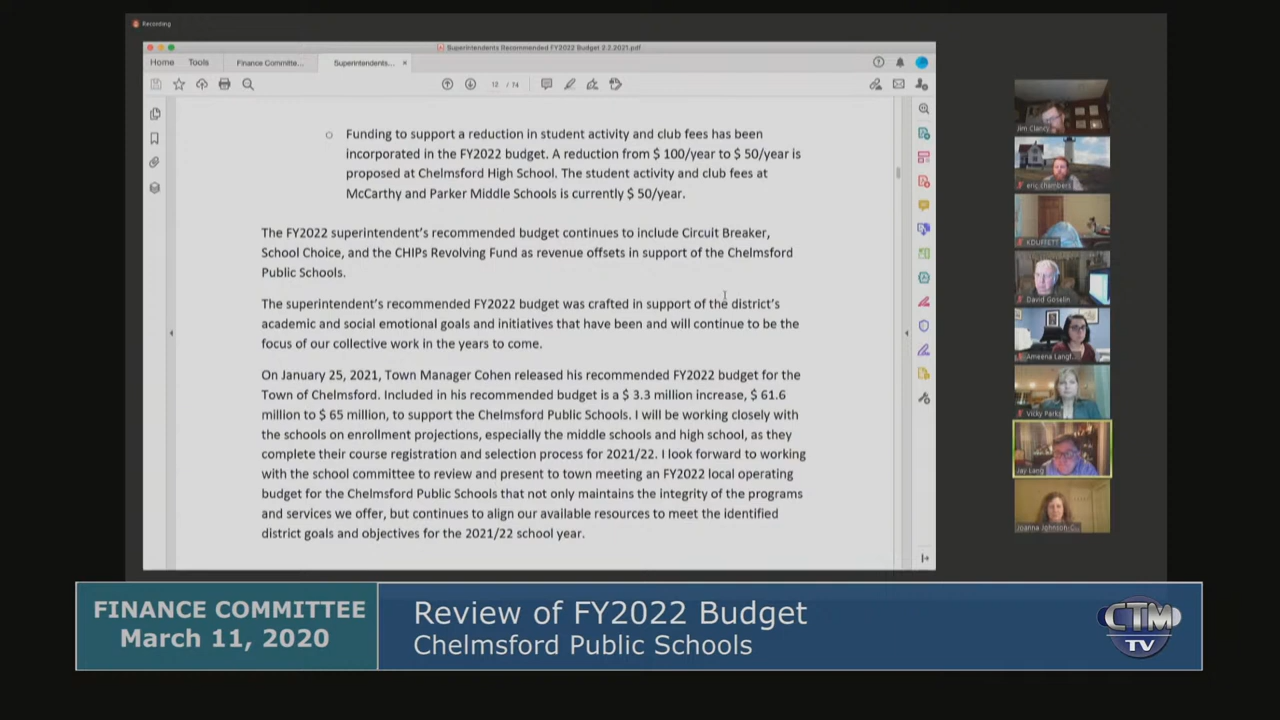 Recording
Superintendents Recommended FY2022 Budget 2.2.2021.pdf
Home Tools Finance Committe... Superintendents... ×
12 / 74
Funding to support a reduction in student activity and club fees has been
incorporated in the FY2022 budget. A reduction from $ 100/year to $ 50/year is
proposed at Chelmsford High School. The student activity and club fees at
McCarthy and Parker Middle Schools is currently $ 50/year.
The FY2022 superintendent's recommended budget continues to include Circuit Breaker,
School Choice, and the CHIPs Revolving Fund as revenue offsets in support of the Chelmsford
Public Schools.
The superintendent's recommended FY2022 budget was crafted in support of the district's
academic and social emotional goals and initiatives that have been and will continue to be the
focus of our collective work in the years to come.
On January 25, 2021, Town Manager Cohen released his recommended FY2022 budget for the
Town of Chelmsford. Included in his recommended budget is a $ 3.3 million increase, $ 61.6
million to $ 65 million, to support the Chelmsford Public Schools. I will be working closely with
the schools on enrollment projections, especially the middle schools and high school, as they
complete their course registration and selection process for 2021/22. I look forward to working
with the school committee to review and present to town meeting an FY2022 local operating
budget for the Chelmsford Public Schools that not only maintains the integrity of the programs
and services we offer, but continues to align our available resources to meet the identified
district goals and objectives for the 2021/22 school year.
Jim Clancy
eric chambers
KDUFFETT
David Goselin
Ameena Langf...
Vicky Parks
Jay Lang
Joanna Johnson-C...
FINANCE COMMITTEE
March 11, 2020
Review of FY2022 Budget
Chelmsford Public Schools
CTM
TV